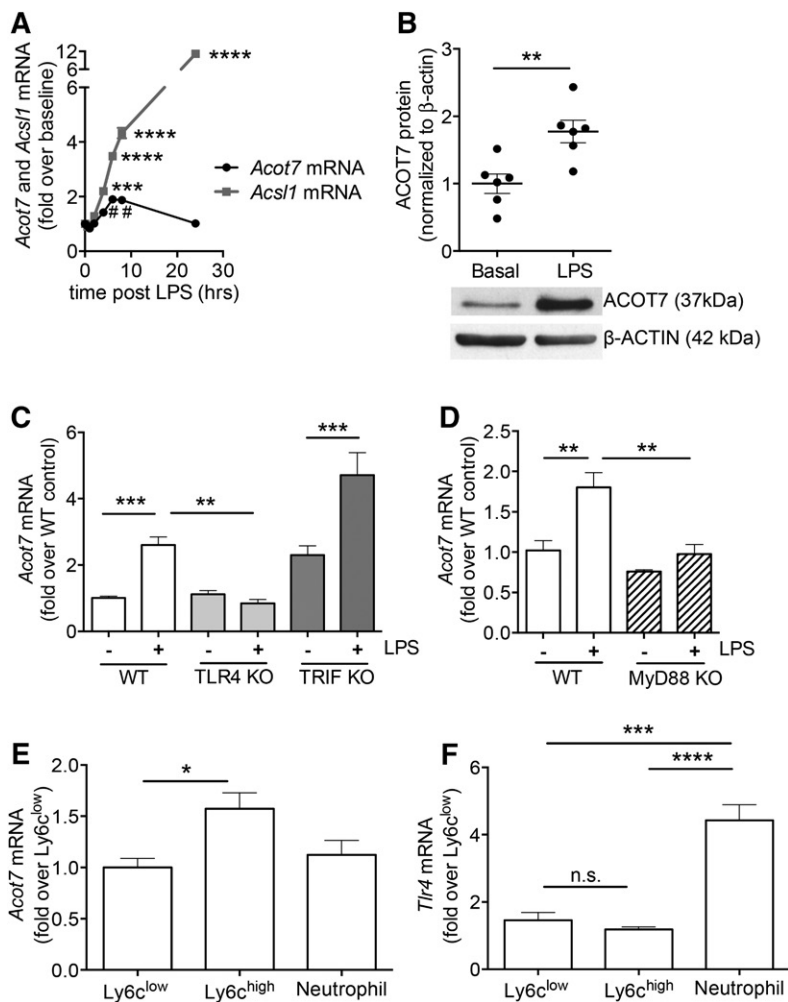 A
Acot7 and Acsl1 mRNA
(fold over baseline)
12
6
6
4
2
0
0 10 20 30
time post LPS (hrs)
****
****
****
***
##
Acot7 mRNA
Acsl1 mRNA
B
ACOT7 protein
(normalized to β-actin)
3
2
1
0
**
Basal LPS
ACOT7 (37kDa)
β-ACTIN (42 kDa)
C
Acot7 mRNA
(fold over WT control)
6
4
2
0
*** ** ***
- + - + - + LPS
WT TLR4 KO TRIF KO
D
Acot7 mRNA
(fold over WT control)
2.5
2.0
1.5
1.0
0.5
0.0
** **
- + - + LPS
WT MyD88 KO
E
Acot7 mRNA
(fold over Ly6c^low)
2.0
1.5
1.0
0.5
0.0
*
Ly6c^low Ly6c^high Neutrophil
F
Tlr4 mRNA
(fold over Ly6c^low)
6
4
2
0
***
****
n.s.
Ly6c^low Ly6c^high Neutrophil